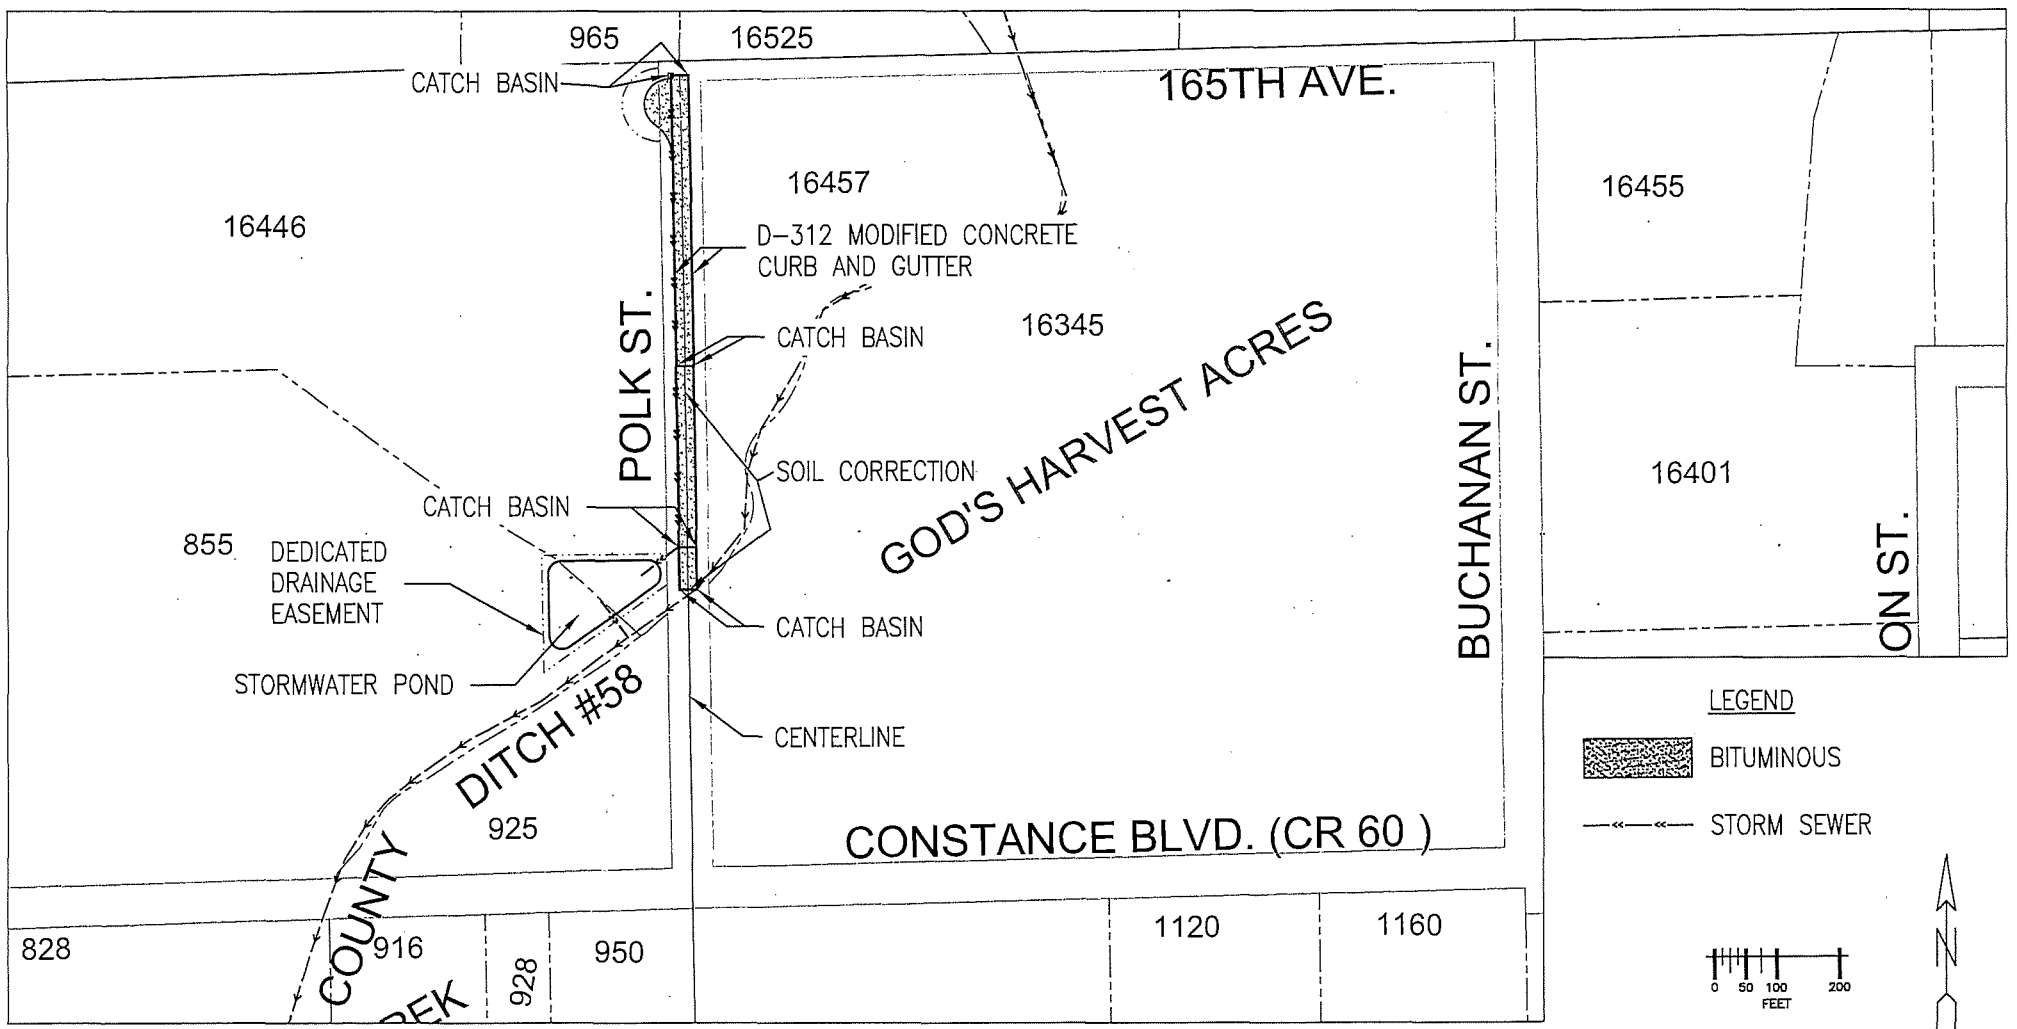 965
16525
CATCH BASIN
165TH AVE.
16457
16455
16446
D-312 MODIFIED CONCRETE
CURB AND GUTTER
POLK ST.
16345
CATCH BASIN
GOD'S HARVEST ACRES
BUCHANAN ST.
SOIL CORRECTION
16401
CATCH BASIN
855
DEDICATED
DRAINAGE
EASEMENT
ON ST.
CATCH BASIN
STORMWATER POND
COUNTY DITCH #58
CENTERLINE
LEGEND
BITUMINOUS
STORM SEWER
925
CONSTANCE BLVD. (CR 60 )
828
916
928
950
1120
1160
REK
0 50 100 200
FEET
N